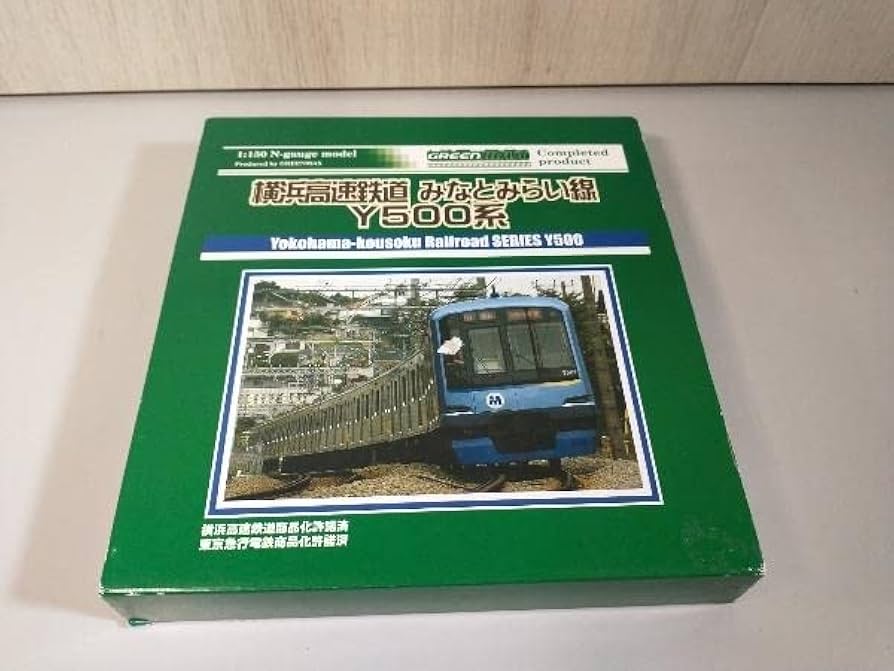 1:150 N-gauge model
Produced by GREENMAX
GREENMAX
Completed
product
横浜高速鉄道 みなとみらい線
Y500系
Yokohama-kousoku Railroad SERIES Y500
M
横浜高速鉄道商品化許諾済
東京急行電鉄商品化許諾済